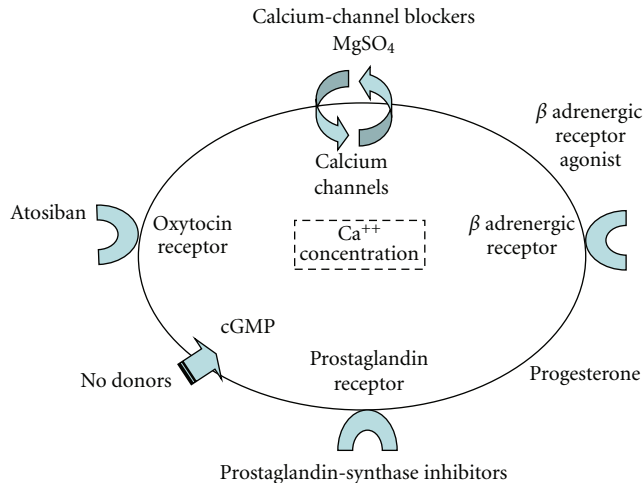 Calcium-channel blockers
MgSO₄
β adrenergic
receptor
agonist
Calcium
channels
Atosiban
Oxytocin
receptor
Ca⁺⁺
concentration
β adrenergic
receptor
cGMP
No donors
Prostaglandin
receptor
Progesterone
Prostaglandin-synthase inhibitors